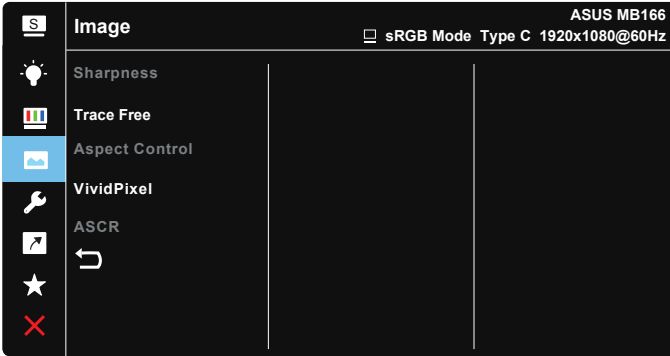 S
Image
ASUS MB166
sRGB Mode Type C 1920x1080@60Hz
Sharpness
Trace Free
Aspect Control
VividPixel
ASCR